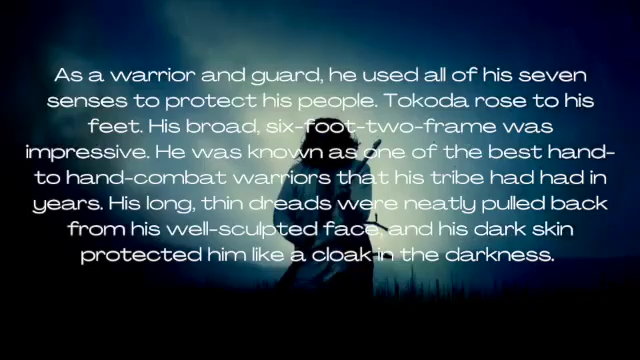 As a warrior and guard, he used all of his seven
senses to protect his people. Tokoda rose to his
feet. His broad, six-foot-two-frame was
impressive. He was known as one of the best hand-
to hand-combat warriors that his tribe had had in
years. His long, thin dreads were neatly pulled back
from his well-sculpted face, and his dark skin
protected him like a cloak in the darkness.